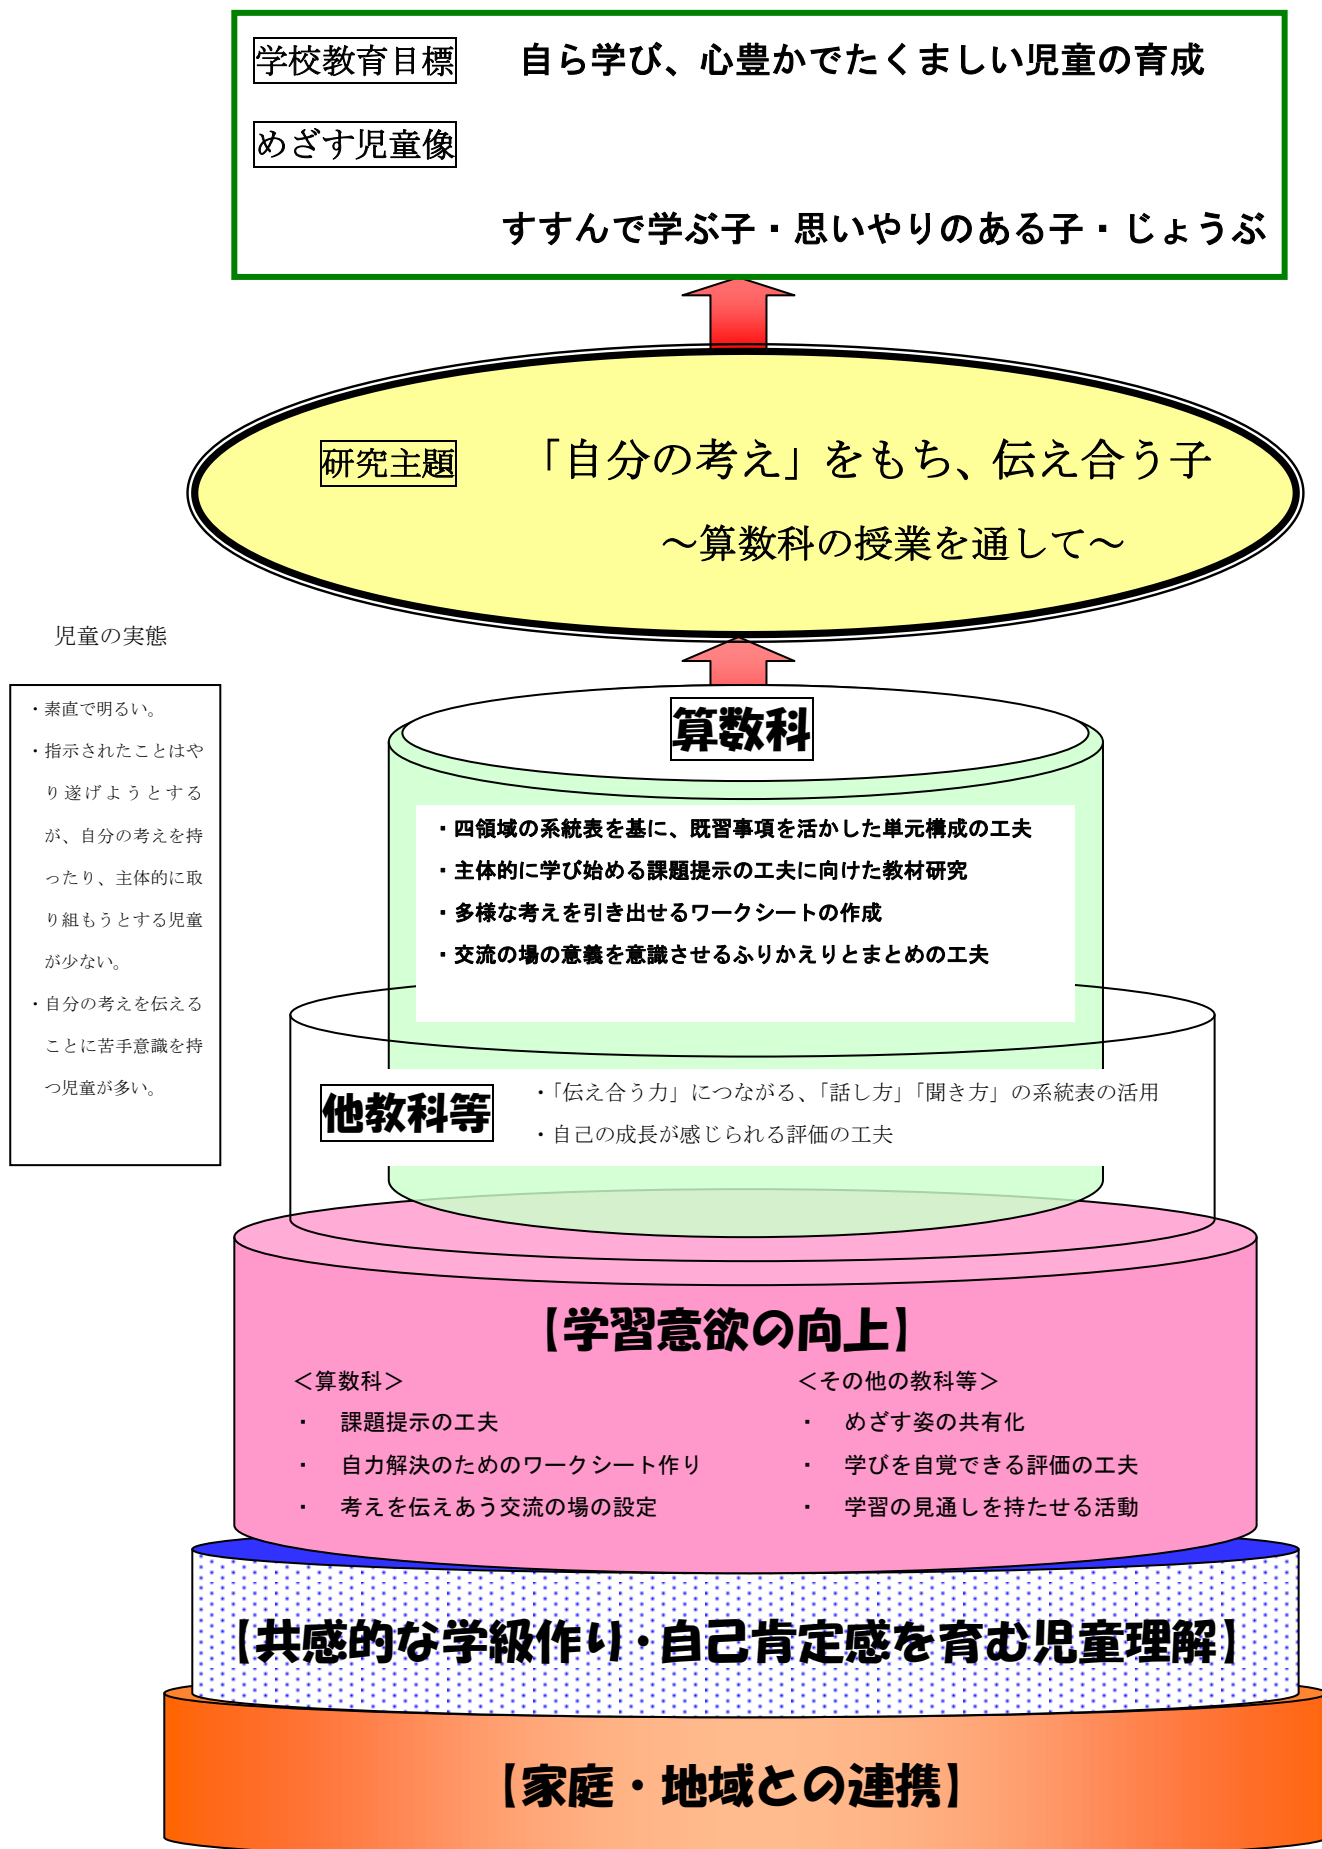 学校教育目標　自ら学び、心豊かでたくましい児童の育成
めざす児童像
すすんで学ぶ子・思いやりのある子・じょうぶ
研究主題　「自分の考え」をもち、伝え合う子
～算数科の授業を通して～
児童の実態
・素直で明るい。
・指示されたことはや
り遂げようとする
が、自分の考えを持
ったり、主体的に取
り組もうとする児童
が少ない。
・自分の考えを伝える
ことに苦手意識を持
つ児童が多い。
算数科
・四領域の系統表を基に、既習事項を活かした単元構成の工夫
・主体的に学び始める課題提示の工夫に向けた教材研究
・多様な考えを引き出せるワークシートの作成
・交流の場の意義を意識させるふりかえりとまとめの工夫
他教科等
・「伝え合う力」につながる、「話し方」「聞き方」の系統表の活用
・自己の成長が感じられる評価の工夫
【学習意欲の向上】
＜算数科＞
・　課題提示の工夫
・　自力解決のためのワークシート作り
・　考えを伝えあう交流の場の設定
＜その他の教科等＞
・　めざす姿の共有化
・　学びを自覚できる評価の工夫
・　学習の見通しを持たせる活動
【共感的な学級作り・自己肯定感を育む児童理解】
【家庭・地域との連携】